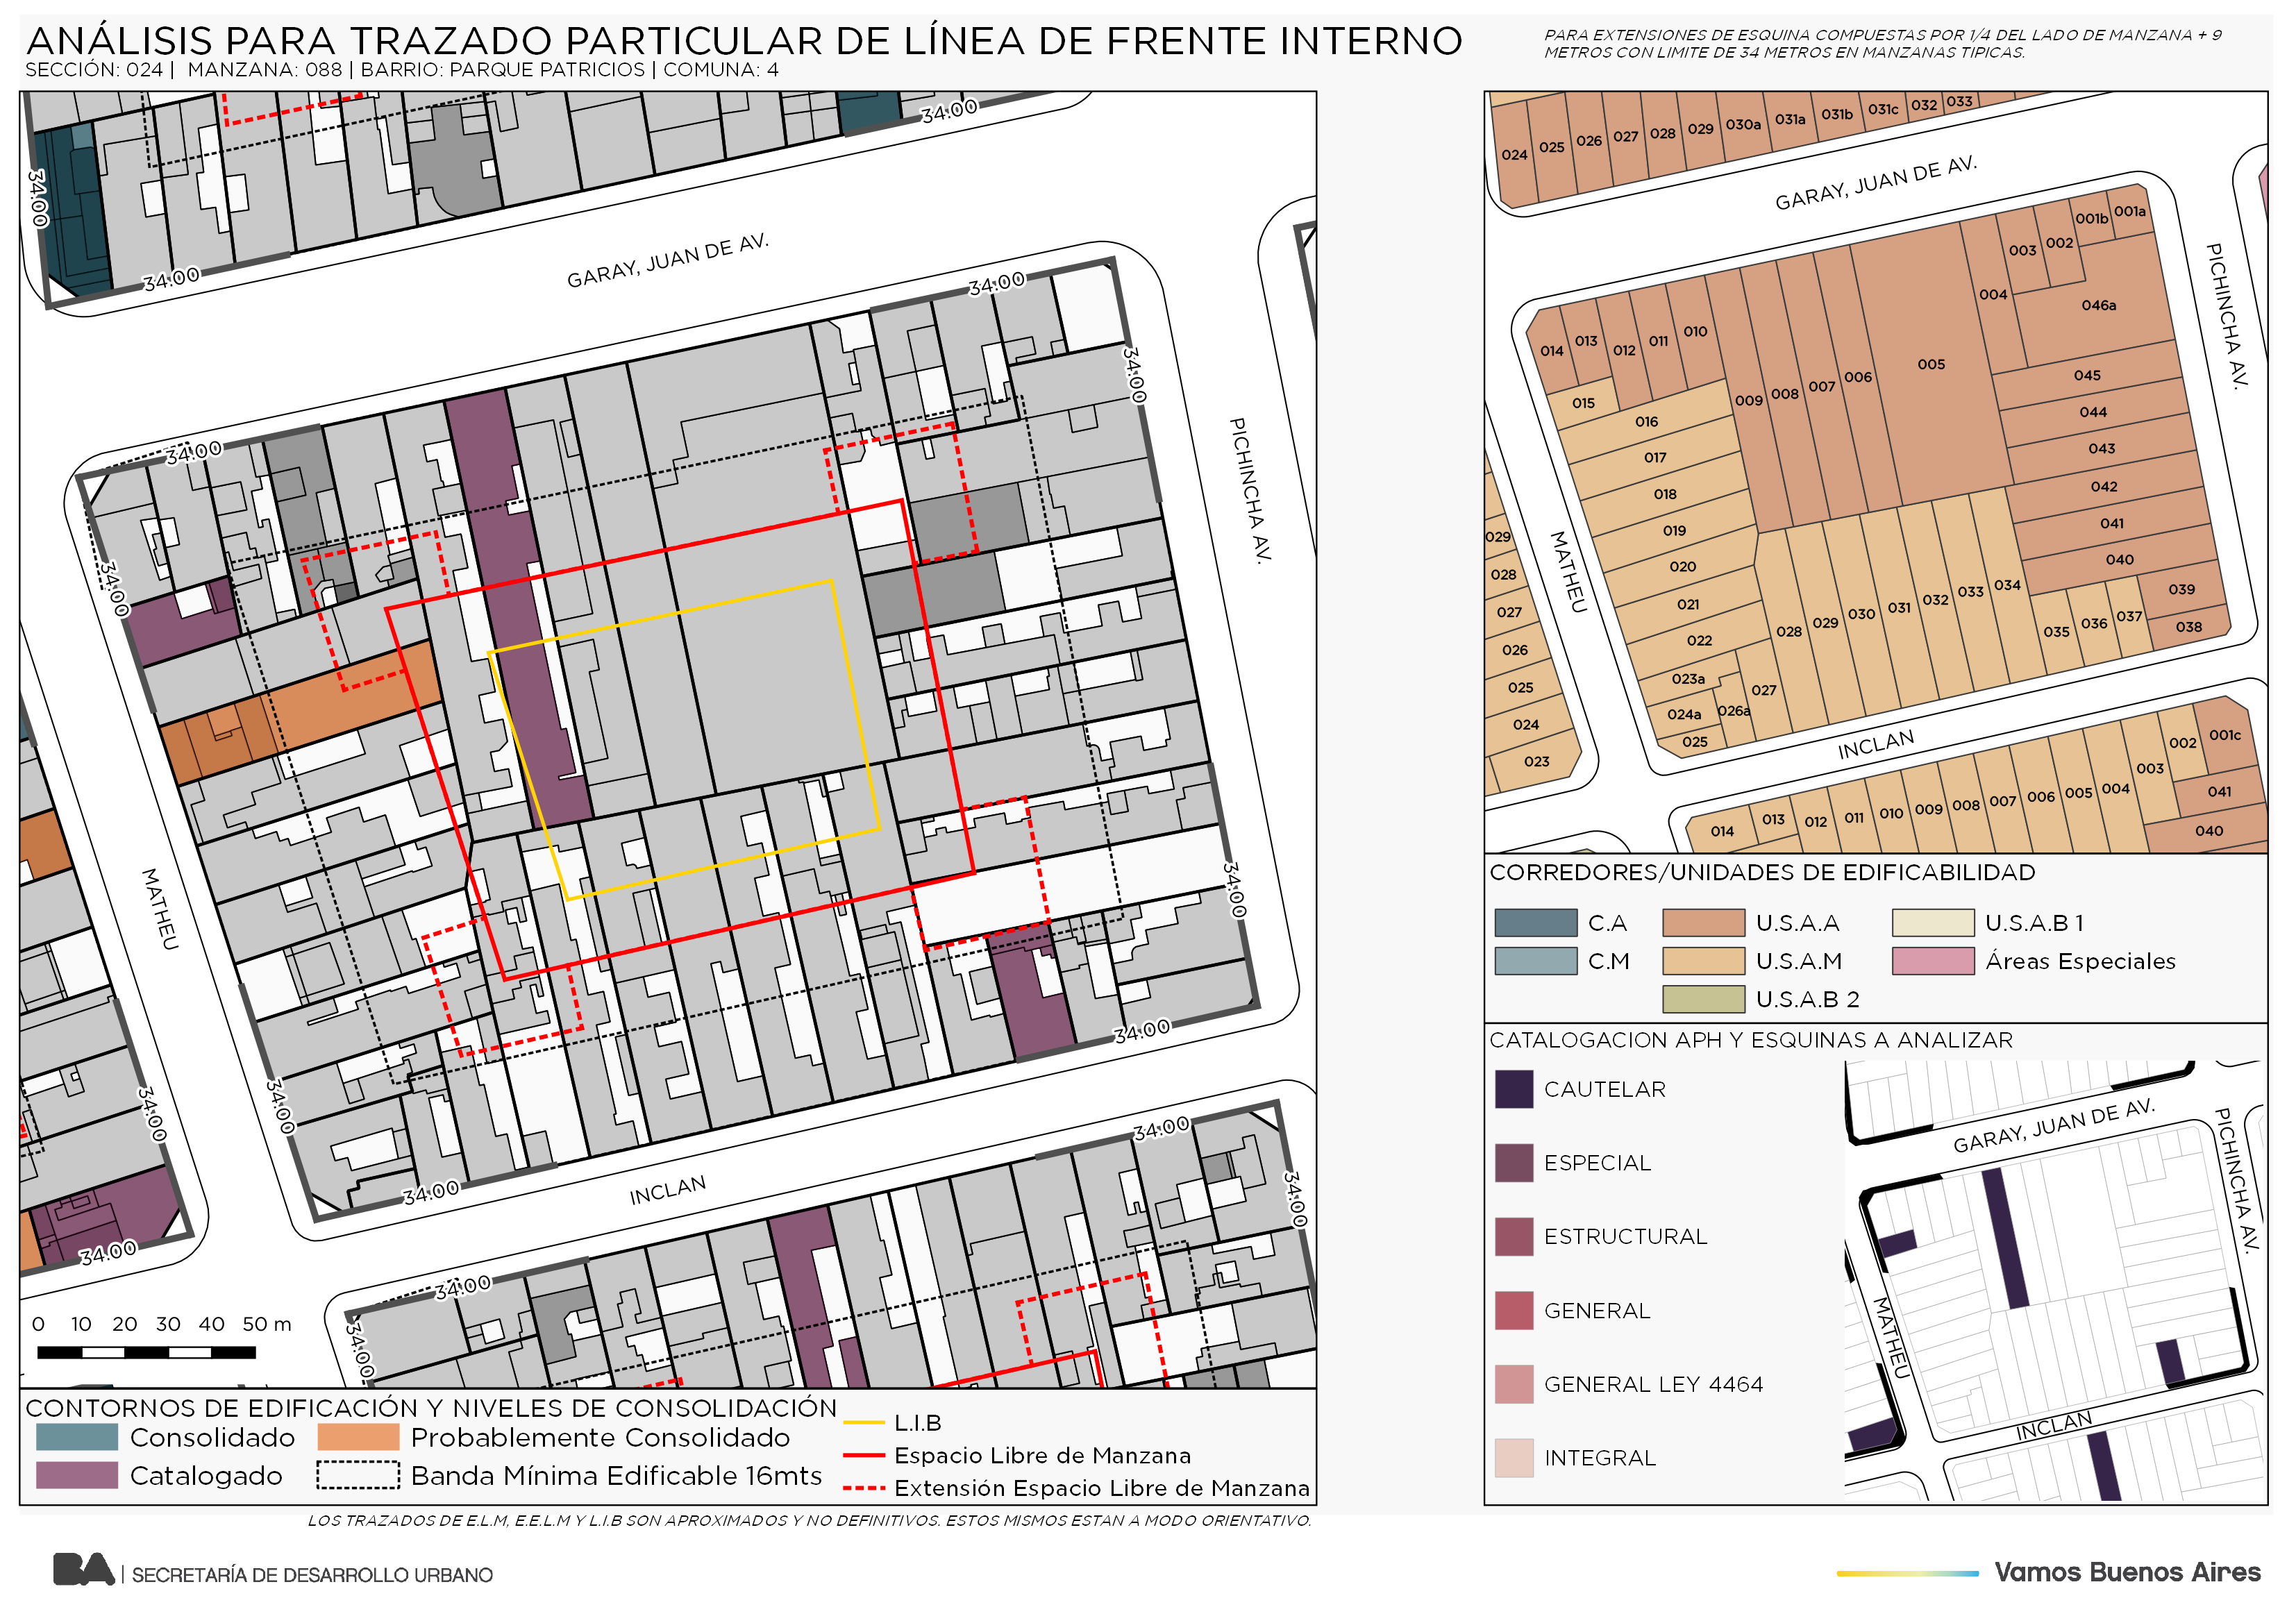 ANÁLISIS PARA TRAZADO PARTICULAR DE LÍNEA DE FRENTE INTERNO
SECCIÓN: 024 | MANZANA: 088 | BARRIO: PARQUE PATRICIOS | COMUNA: 4
PARA EXTENSIONES DE ESQUINA COMPUESTAS POR 1/4 DEL LADO DE MANZANA + 9
METROS CON LIMITE DE 34 METROS EN MANZANAS TIPICAS.
34.00
34.00
34.00
GARAY, JUAN DE AV.
34.00
34.00
34.00
34.00
PICHINCHA AV.
MATHEU
34.00
34.00
34.00
34.00
INCLAN
34.00
34.00
34.00
34.00
34.00
34.00
0 10 20 30 40 50 m
CONTORNOS DE EDIFICACIÓN Y NIVELES DE CONSOLIDACIÓN
Consolidado
Probablemente Consolidado
Catalogado
Banda Mínima Edificable 16mts
L.I.B
Espacio Libre de Manzana
Extensión Espacio Libre de Manzana
LOS TRAZADOS DE E.L.M, E.E.L.M Y L.I.B SON APROXIMADOS Y NO DEFINITIVOS. ESTOS MISMOS ESTAN A MODO ORIENTATIVO.
024 025 026 027 028 029 030a 031a 031b 031c 032 033
GARAY, JUAN DE AV.
PICHINCHA AV.
MATHEU
INCLAN
014 013 012 011 010 009 008 007 006 005 004 003 002 001b 001a
046a
045
044
043
042
041
040
039
038
015
016
017
018
019
020
021
022
023a
024a
025
026a
027
028 029 030 031 032 033 034 035 036 037
029
028
027
026
025
024
023
014 013 012 011 010 009 008 007 006 005 004 003 002 001c
041
040
CORREDORES/UNIDADES DE EDIFICABILIDAD
C.A
U.S.A.A
U.S.A.B 1
C.M
U.S.A.M
Áreas Especiales
U.S.A.B 2
CATALOGACION APH Y ESQUINAS A ANALIZAR
CAUTELAR
ESPECIAL
ESTRUCTURAL
GENERAL
GENERAL LEY 4464
INTEGRAL
GARAY, JUAN DE AV.
PICHINCHA AV.
MATHEU
INCLAN
BA | SECRETARÍA DE DESARROLLO URBANO
Vamos Buenos Aires